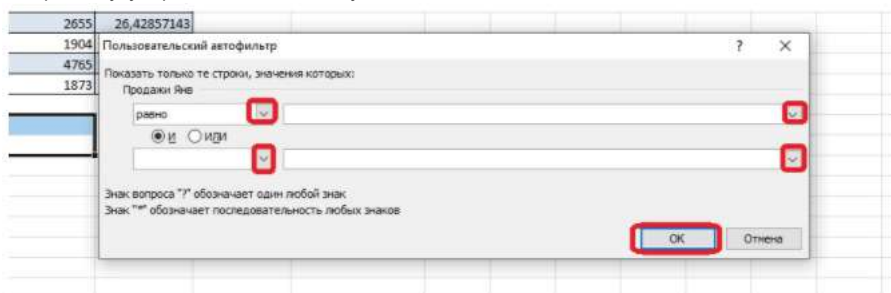 2655 26,42857143
1904 Пользовательский автофильтр ?
4765
Показать только те строки, значения которых:
1873 Продажи Янв
равно
И ИЛИ
Знак вопроса "?" обозначает один любой знак
Знак "*" обозначает последовательность любых знаков
OK Отмена